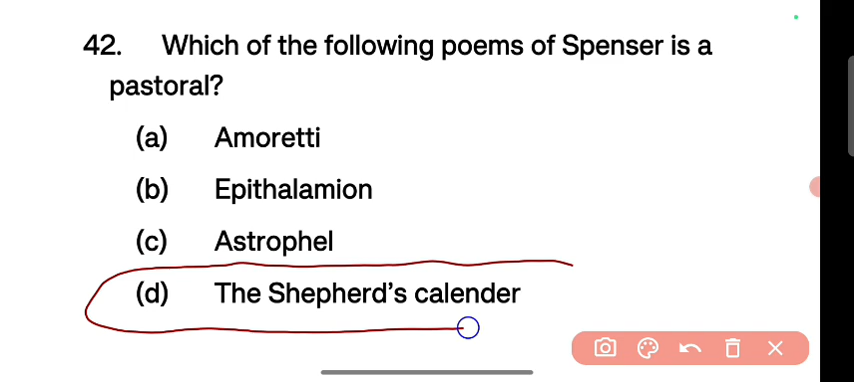 42. Which of the following poems of Spenser is a
pastoral?
(a) Amoretti
(b) Epithalamion
(c) Astrophel
(d) The Shepherd's calender